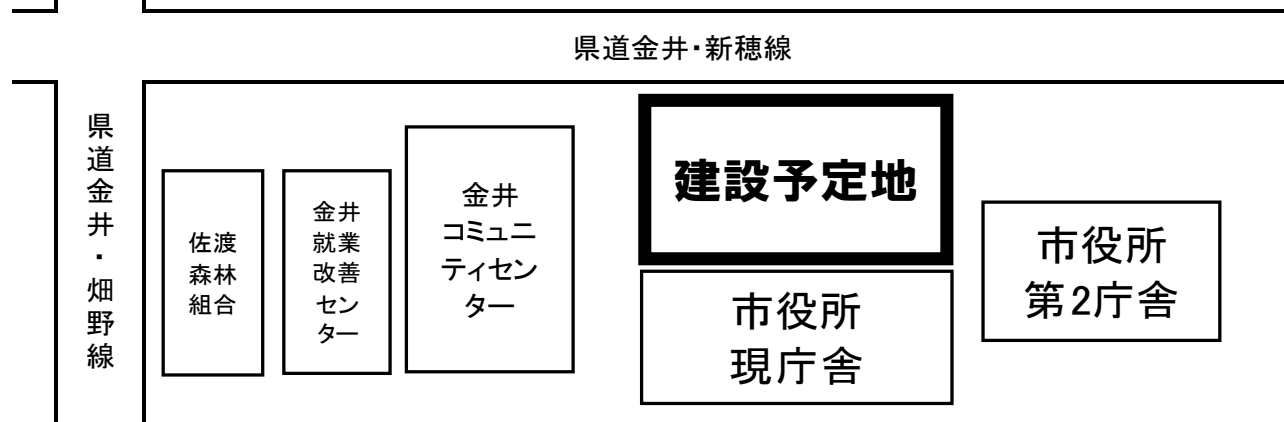 県道金井・新穂線
県道金井・畑野線
佐渡
森林
組合
金井
就業
改善
セン
ター
金井
コミュニ
ティセン
ター
建設予定地
市役所
現庁舎
市役所
第2庁舎